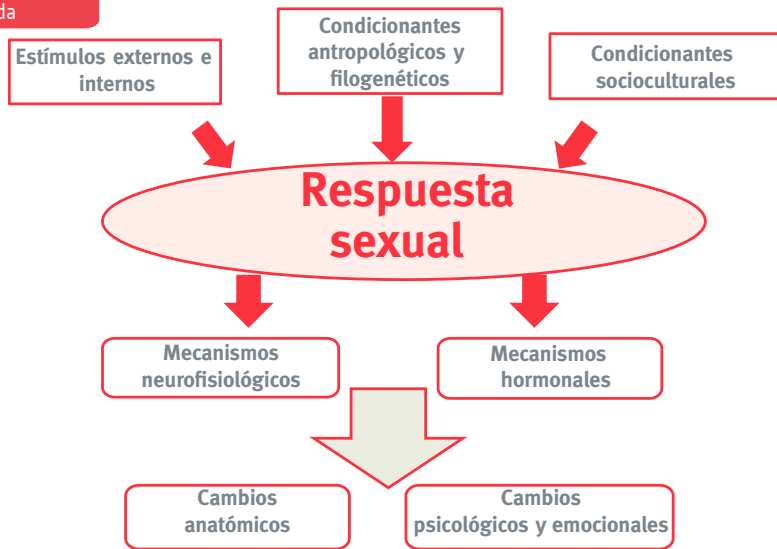 da
Estímulos externos e
internos
Condicionantes
antropológicos y
filogenéticos
Condicionantes
socioculturales
Respuesta
sexual
Mecanismos
neurofisiológicos
Mecanismos
hormonales
Cambios
anatómicos
Cambios
psicológicos y emocionales